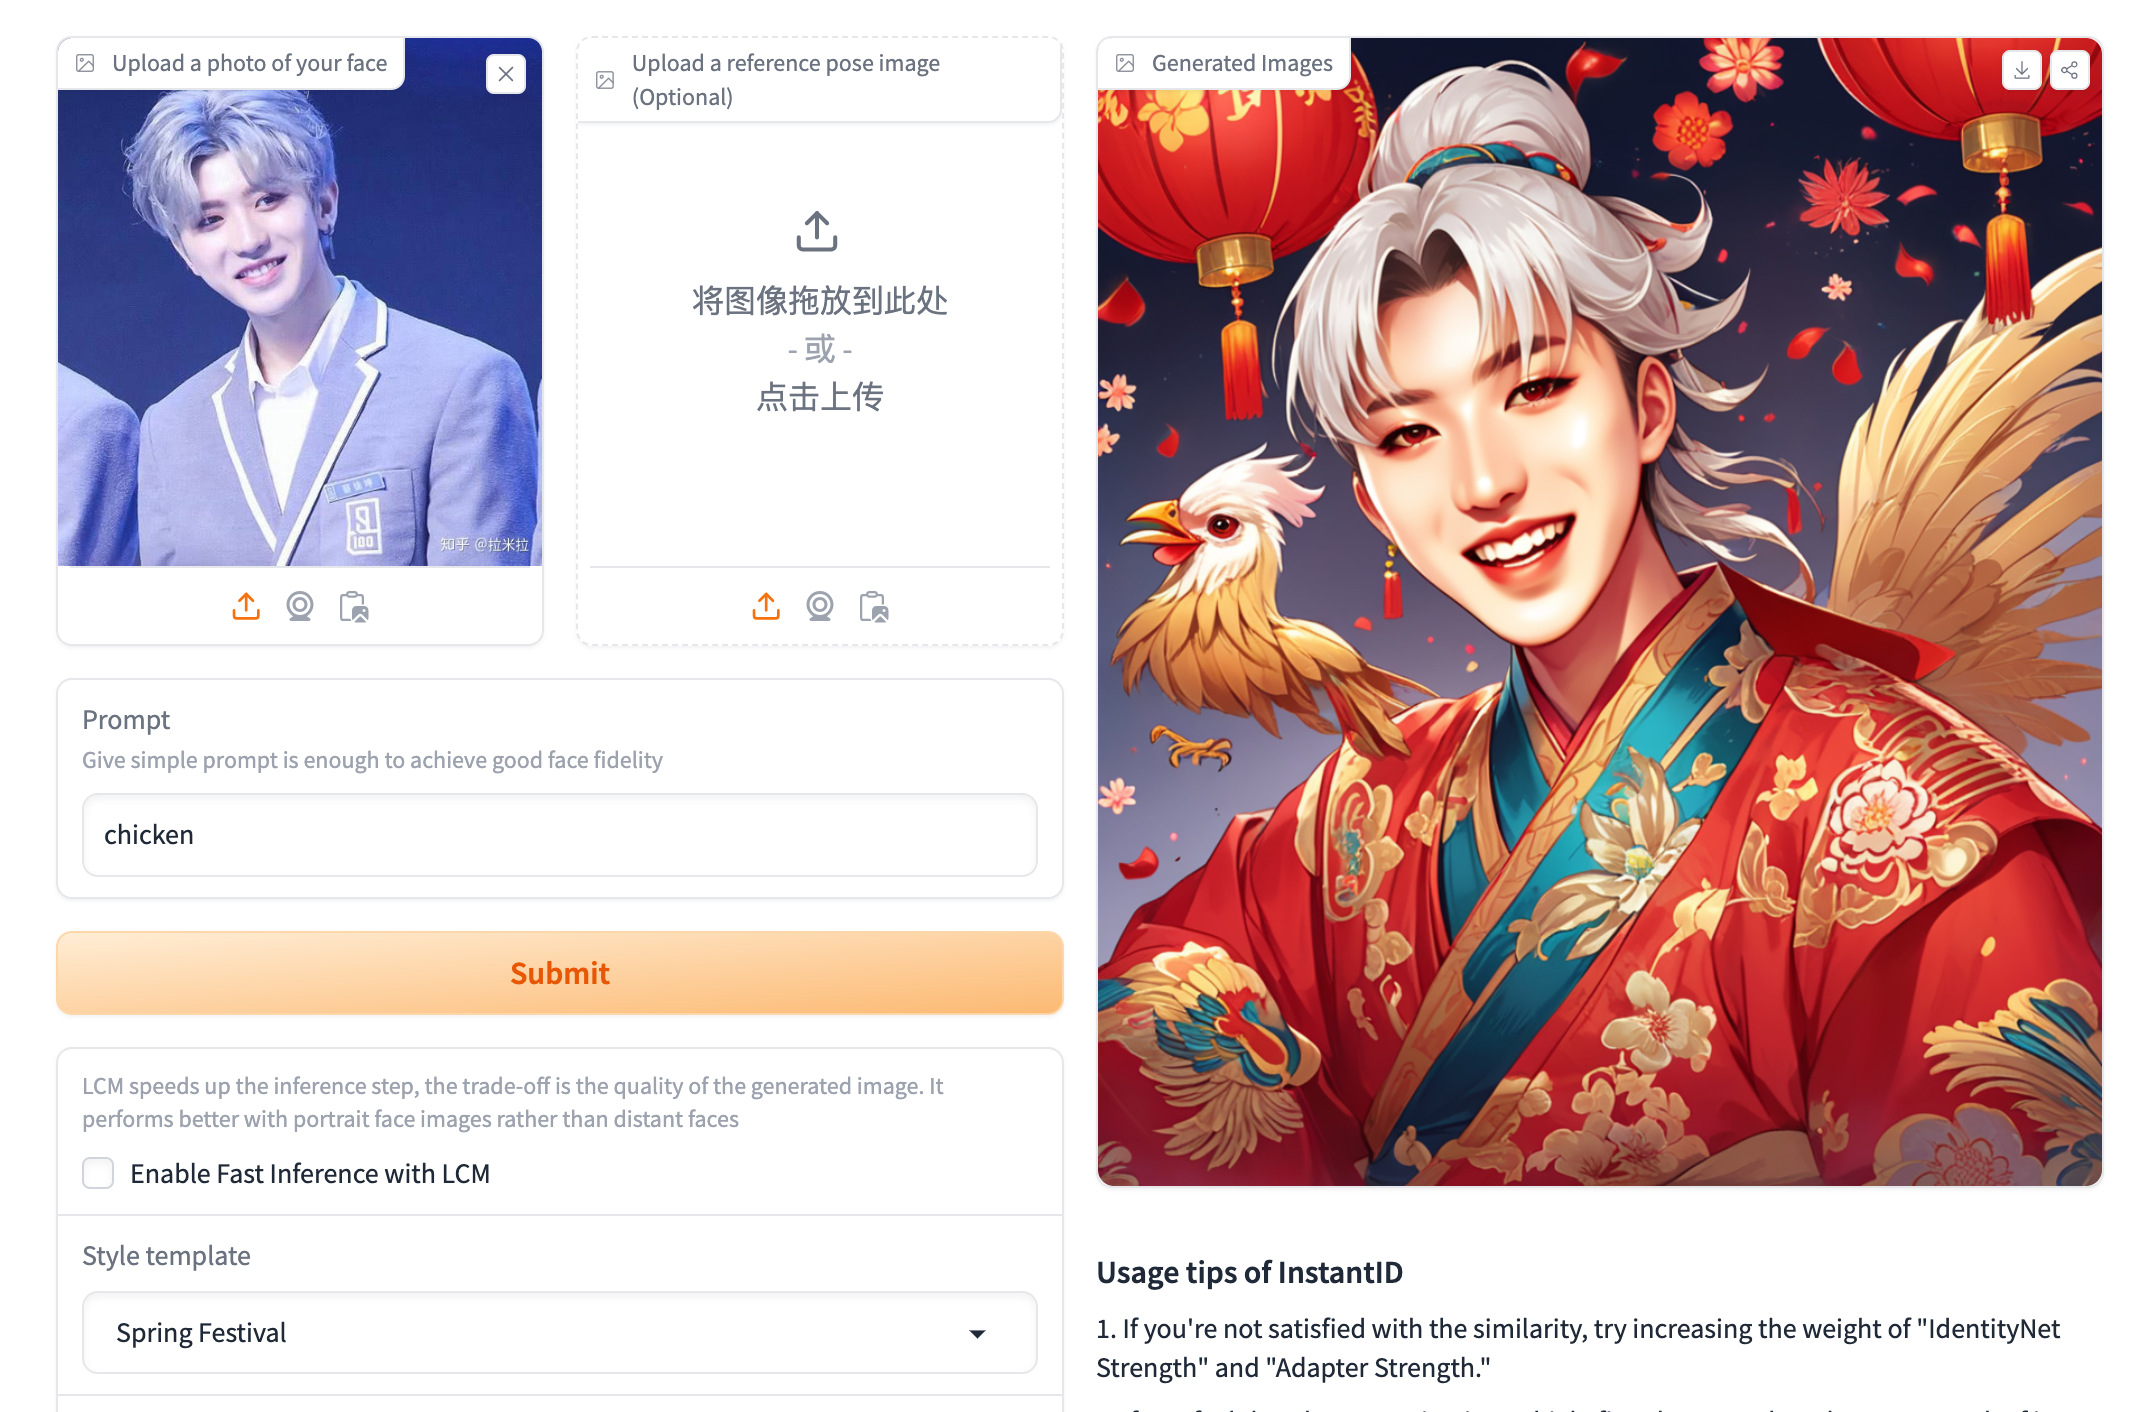 Upload a photo of your face
知乎 @拉米拉
100
Upload a reference pose image
(Optional)
将图像拖放到此处
- 或 -
点击上传
Prompt
Give simple prompt is enough to achieve good face fidelity
chicken
Submit
LCM speeds up the inference step, the trade-off is the quality of the generated image. It
performs better with portrait face images rather than distant faces
Enable Fast Inference with LCM
Style template
Spring Festival
Generated Images
Usage tips of InstantID
1. If you're not satisfied with the similarity, try increasing the weight of "IdentityNet
Strength" and "Adapter Strength."